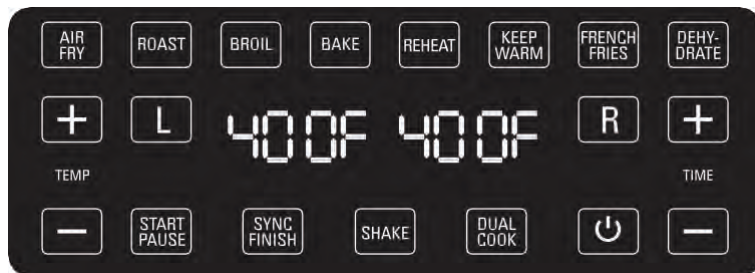 AIR
FRY
ROAST
BROIL
BAKE
REHEAT
KEEP
WARM
FRENCH
FRIES
DEHY-
DRATE
+
L
400F
400F
R
+
TEMP
TIME
−
START
PAUSE
SYNC
FINISH
SHAKE
DUAL
COOK
−